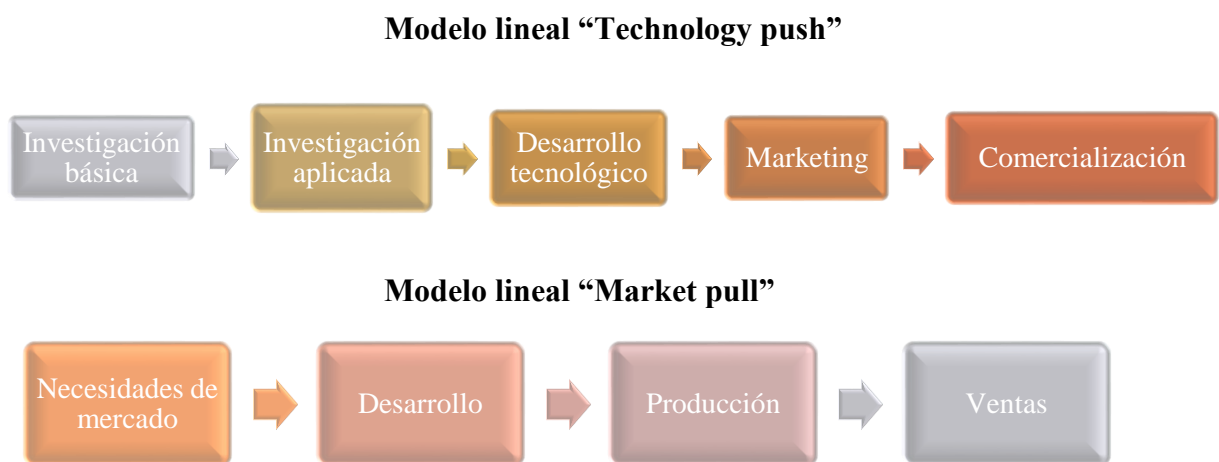 Modelo lineal “Technology push”
Investigación
básica
Investigación
aplicada
Desarrollo
tecnológico
Marketing
Comercialización
Modelo lineal “Market pull”
Necesidades de
mercado
Desarrollo
Producción
Ventas